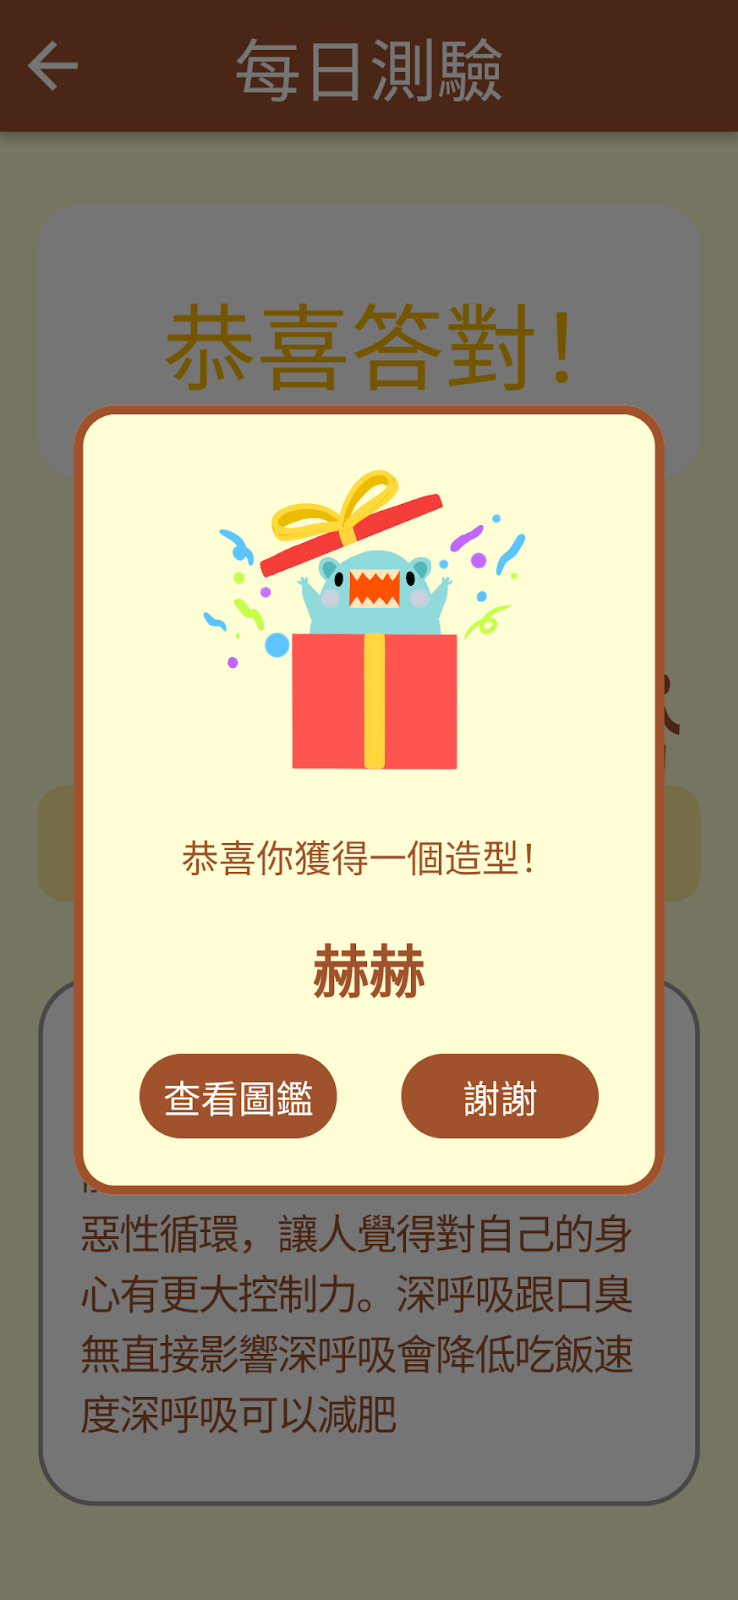 每日測驗
恭喜答對！
恭喜你獲得一個造型！
赫赫
查看圖鑑
謝謝
惡性循環，讓人覺得對自己的身
心有更大控制力。深呼吸跟口臭
無直接影響深呼吸會降低吃飯速
度深呼吸可以減肥